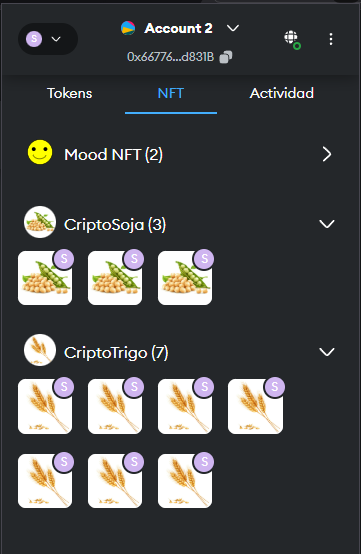 S
Account 2
0x66776...d831B
Tokens
NFT
Actividad
Mood NFT (2)
CriptoSoja (3)
S
S
S
CriptoTrigo (7)
S
S
S
S
S
S
S